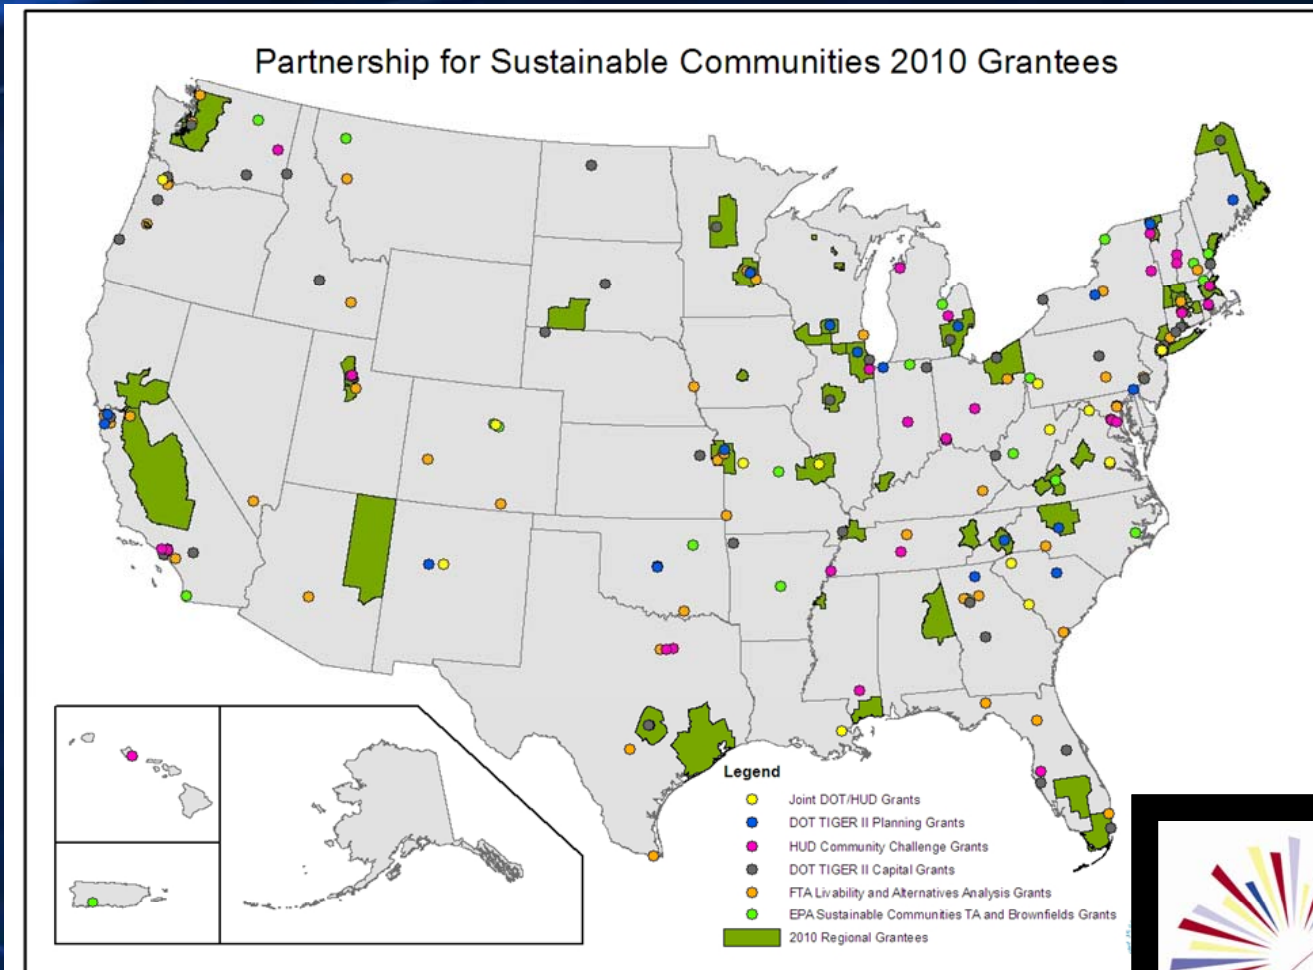 Partnership for Sustainable Communities 2010 Grantees
Legend
Joint DOT/HUD Grants
DOT TIGER II Planning Grants
HUD Community Challenge Grants
DOT TIGER II Capital Grants
FTA Livability and Alternatives Analysis Grants
EPA Sustainable Communities TA and Brownfields Grants
2010 Regional Grantees